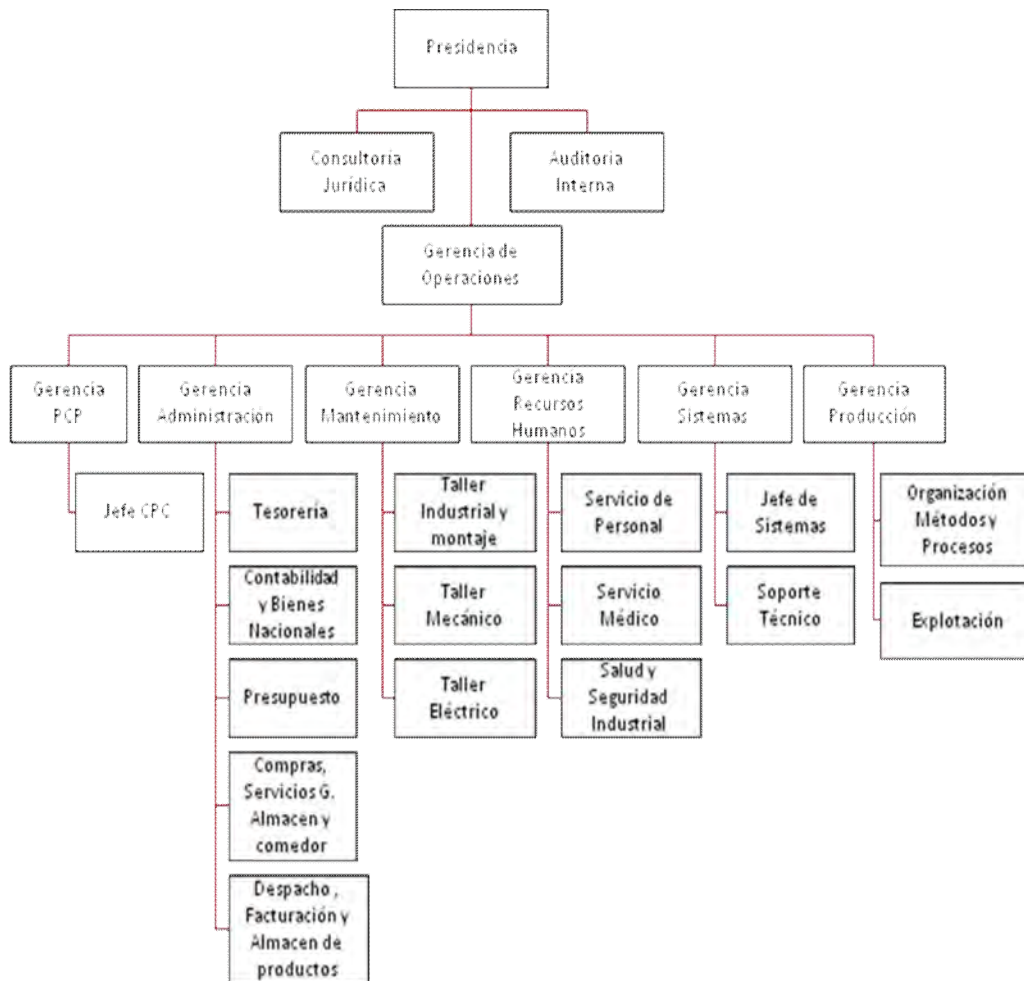 Presidencia
Consultoría
Jurídica
Auditoria
Interna
Gerencia de
Operaciones
Gerencia
PCP
Gerencia
Administración
Gerencia
Mantenimiento
Gerencia
Recursos
Humanos
Gerencia
Sistemas
Gerencia
Producción
Jefe CPC
Tesorería
Contabilidad
y Bienes
Nacionales
Presupuesto
Compras,
Servicios G.
Almacen y
comedor
Despacho ,
Facturación y
Almacen de
productos
Taller
Industrial y
montaje
Taller
Mecánico
Taller
Eléctrico
Servicio de
Personal
Servicio
Médico
Salud y
Seguridad
Industrial
Jefe de
Sistemas
Soporte
Técnico
Organización
Métodos y
Procesos
Explotación